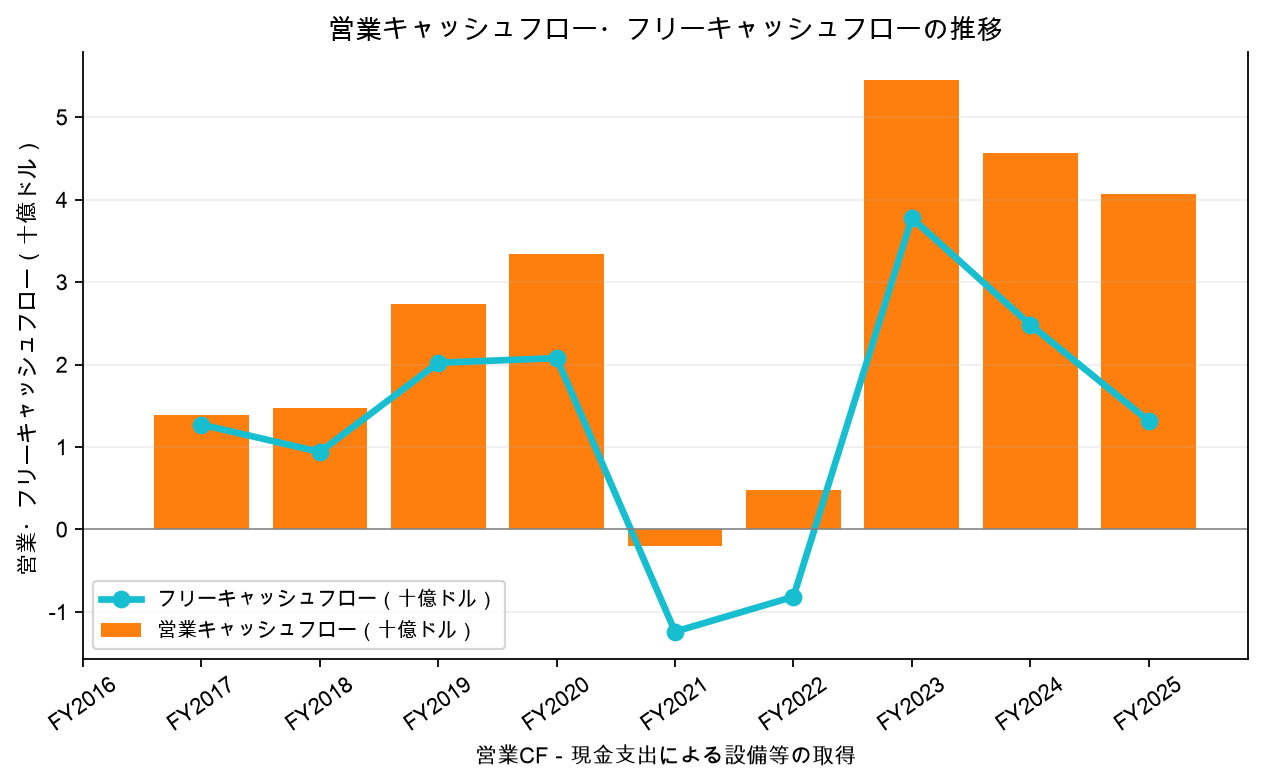 営業キャッシュフロー・フリーキャッシュフローの推移
営業・フリーキャッシュフロー(十億ドル)
5
4
3
2
1
0
-1
フリーキャッシュフロー(十億ドル)
営業キャッシュフロー(十億ドル)
FY2016
FY2017
FY2018
FY2019
FY2020
FY2021
FY2022
FY2023
FY2024
FY2025
営業CF - 現金支出による設備等の取得